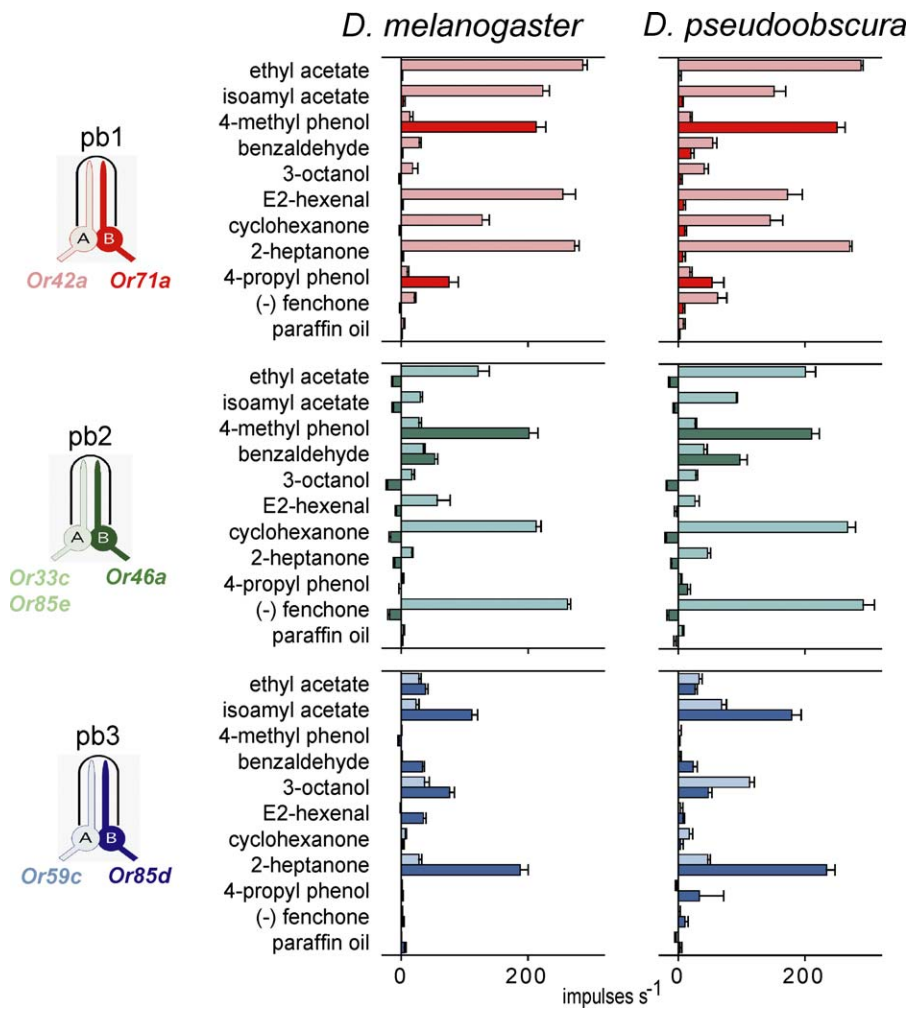 D. melanogaster
D. pseudoobscura
pb1
A B
Or42a Or71a
ethyl acetate
isoamyl acetate
4-methyl phenol
benzaldehyde
3-octanol
E2-hexenal
cyclohexanone
2-heptanone
4-propyl phenol
(-) fenchone
paraffin oil
pb2
A B
Or33c Or46a
Or85e
ethyl acetate
isoamyl acetate
4-methyl phenol
benzaldehyde
3-octanol
E2-hexenal
cyclohexanone
2-heptanone
4-propyl phenol
(-) fenchone
paraffin oil
pb3
A B
Or59c Or85d
ethyl acetate
isoamyl acetate
4-methyl phenol
benzaldehyde
3-octanol
E2-hexenal
cyclohexanone
2-heptanone
4-propyl phenol
(-) fenchone
paraffin oil
0 200 0 200
impulses s⁻¹